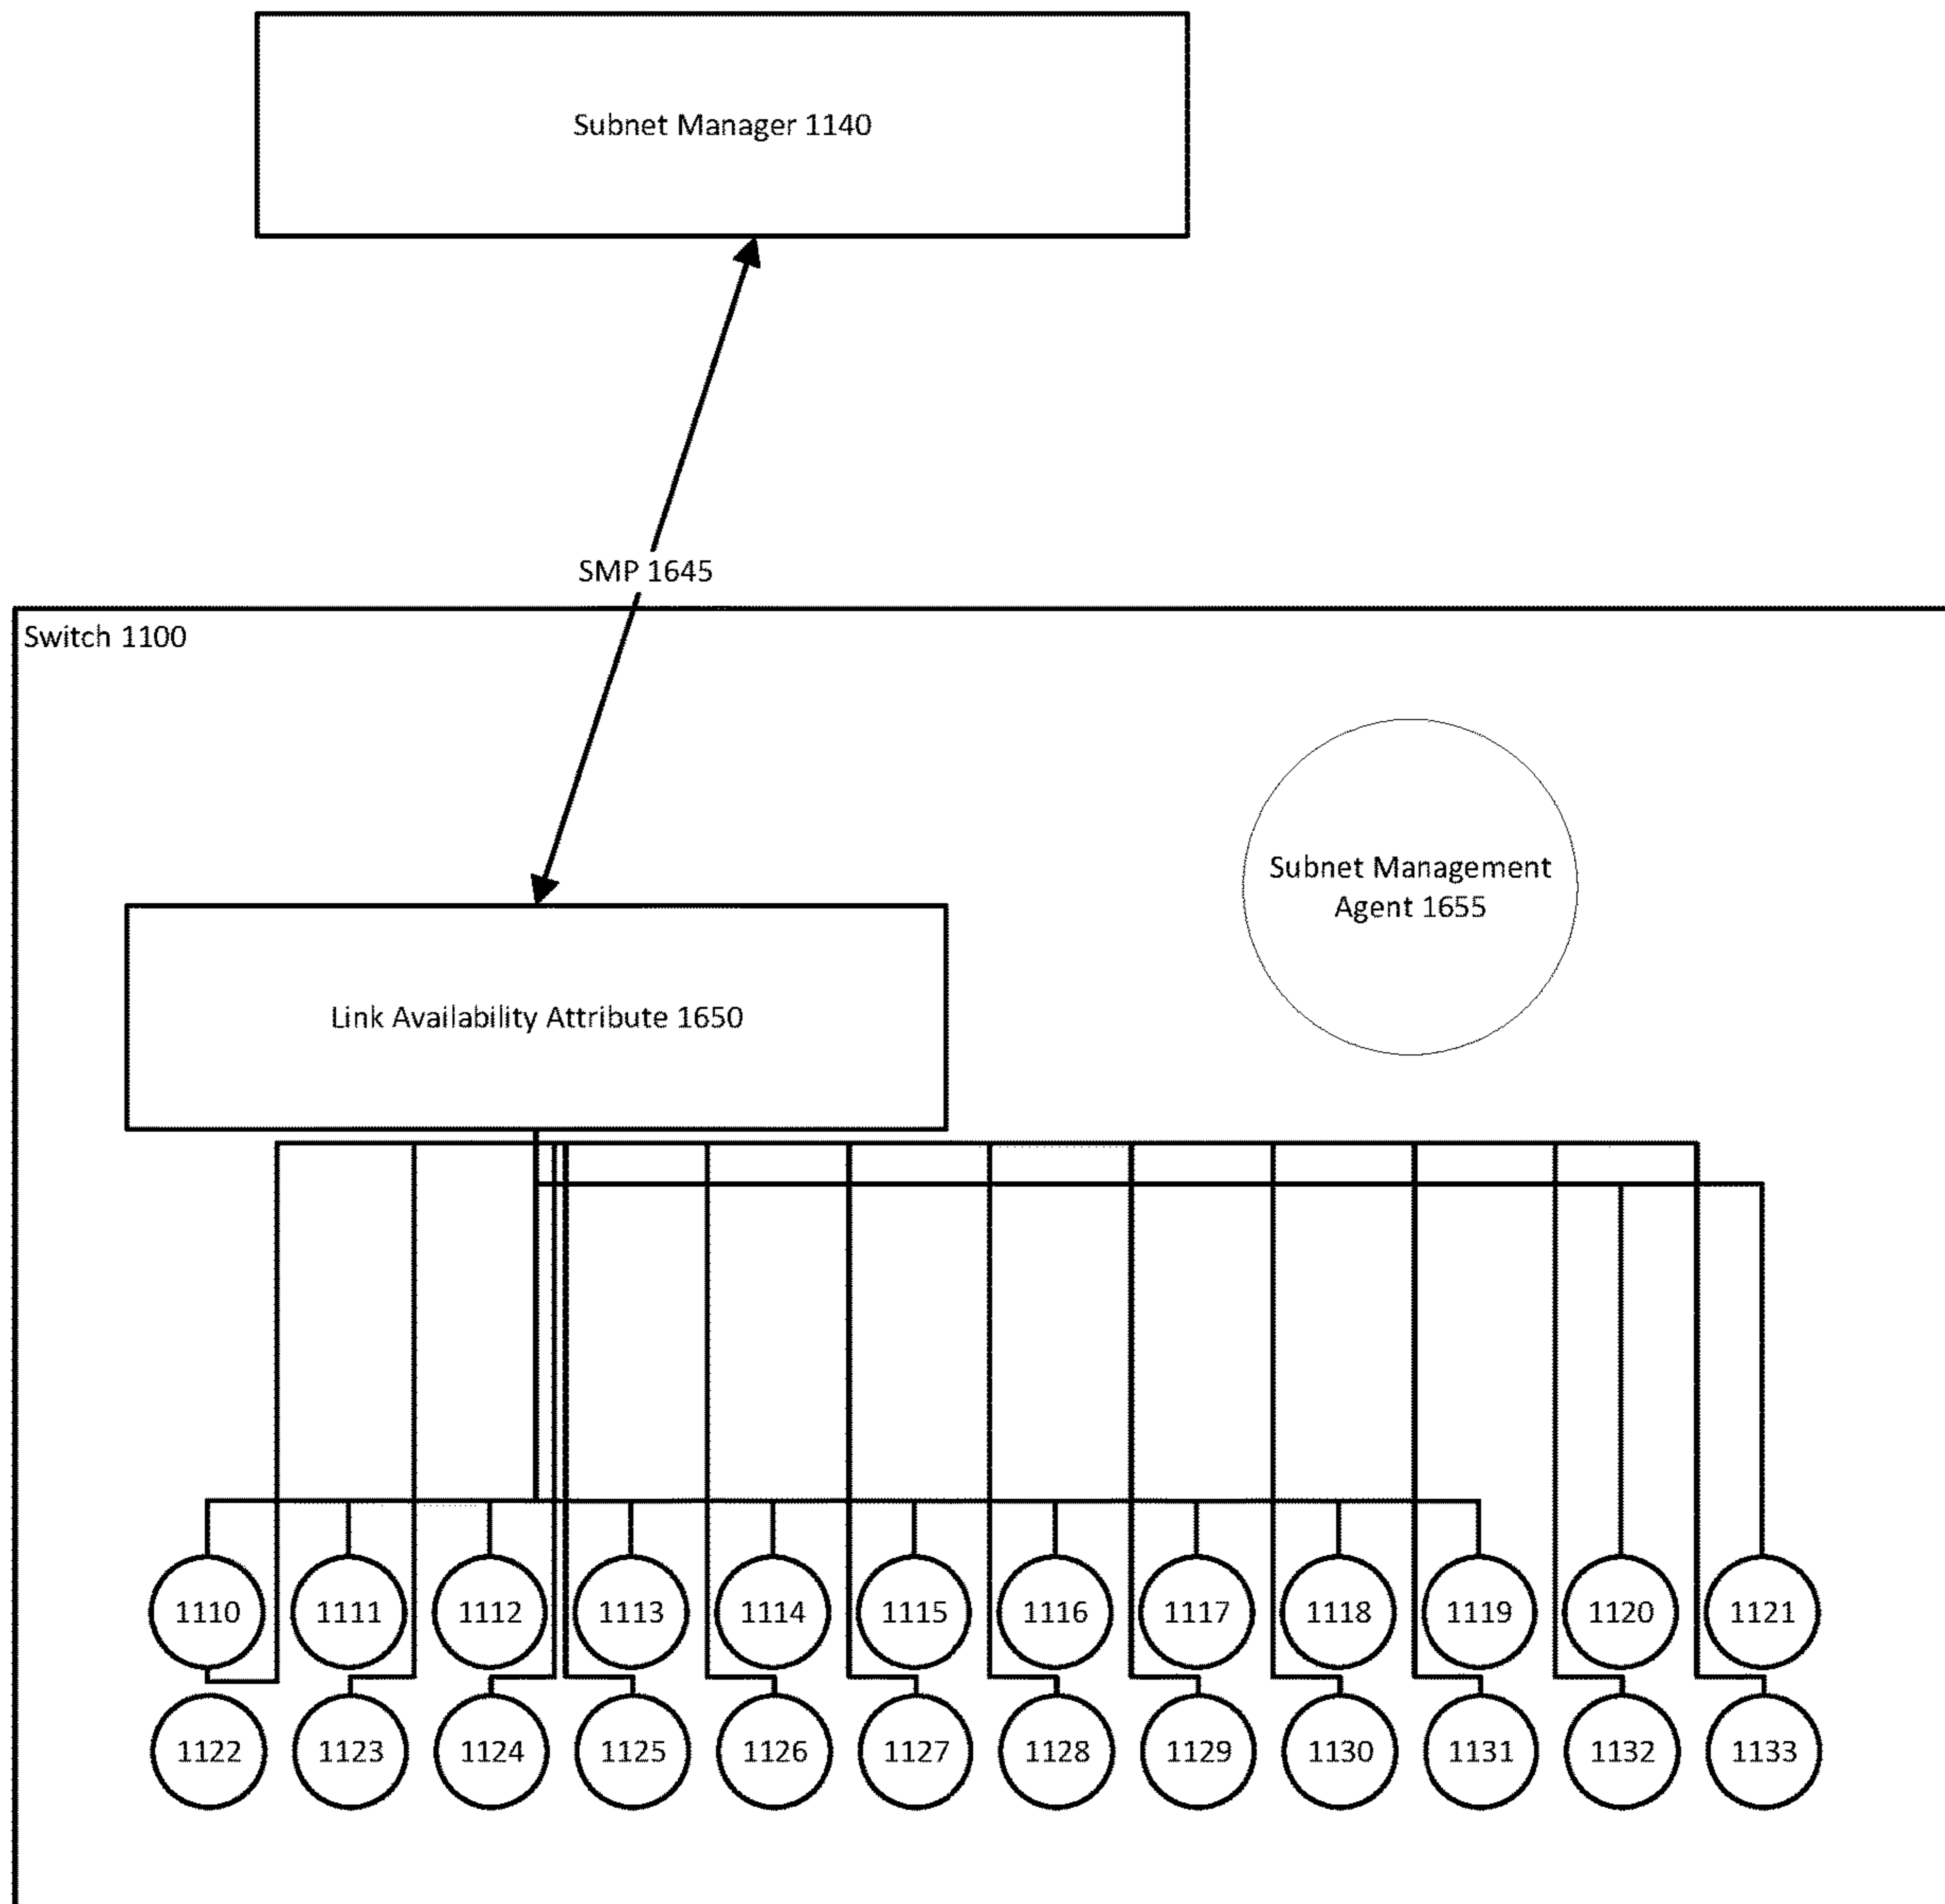 Subnet Manager 1140
SMP 1645
Switch 1100
Subnet Management
Agent 1655
Link Availability Attribute 1650
1110 1111 1112 1113 1114 1115 1116 1117 1118 1119 1120 1121
1122 1123 1124 1125 1126 1127 1128 1129 1130 1131 1132 1133